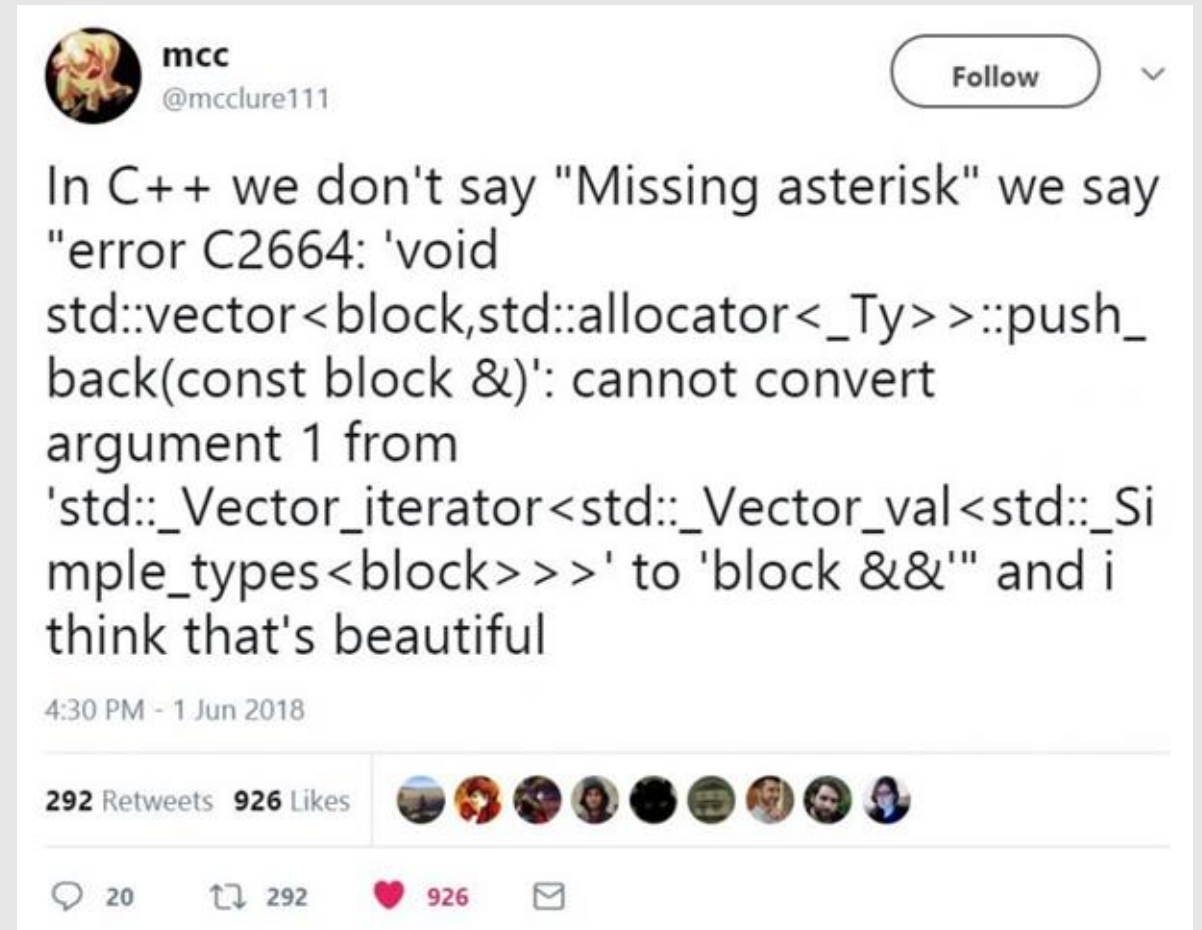 mcc
@mcclure111
Follow
In C++ we don't say "Missing asterisk" we say
"error C2664: 'void
std::vector<block,std::allocator<_Ty>>::push_
back(const block &)': cannot convert
argument 1 from
'std::_Vector_iterator<std::_Vector_val<std::_Si
mple_types<block>>>' to 'block &&'" and i
think that's beautiful
4:30 PM - 1 Jun 2018
292 Retweets 926 Likes
20 292 926